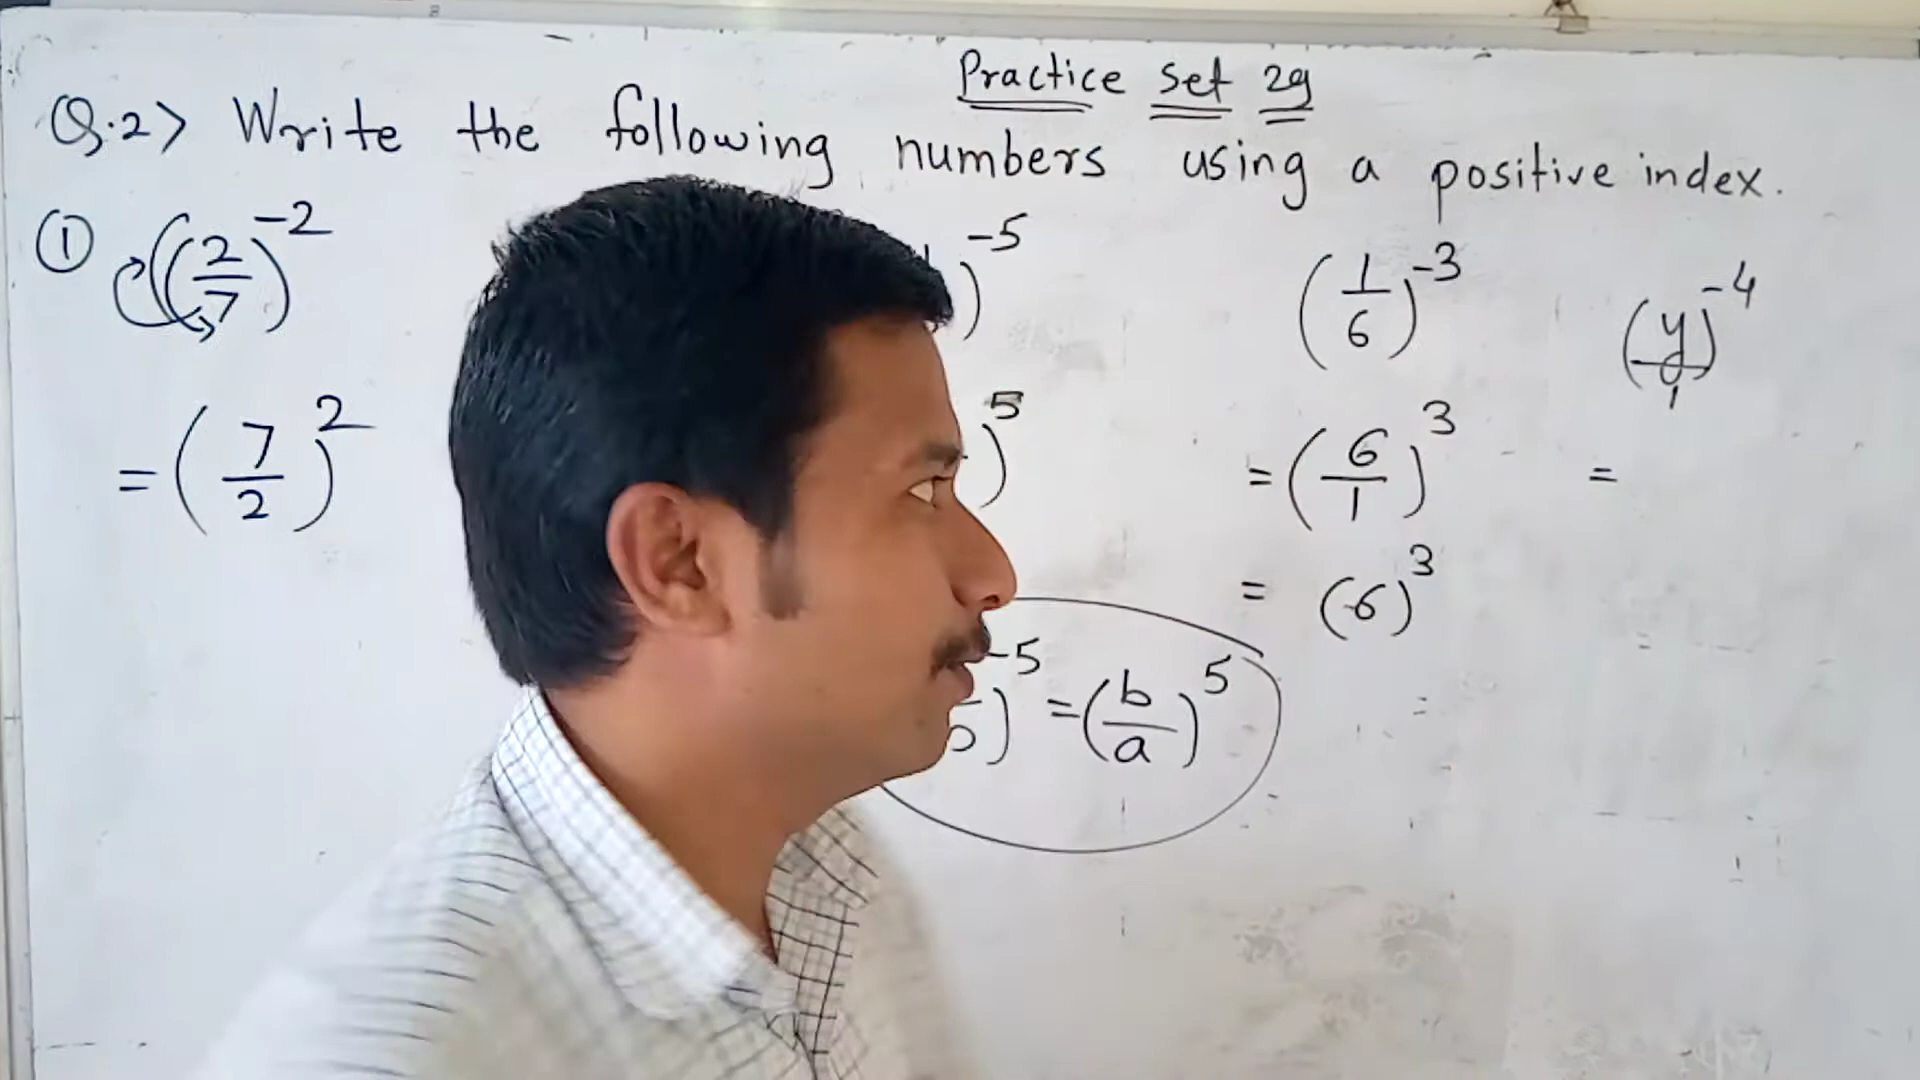 Practice Set 29
Q.2> Write the following numbers using a positive index.
① (2/7)^-2
)^-5
(1/6)^-3
(y/1)^-4
= (7/2)^2
)^5
= (6/1)^3
=
= (6)^3
)^-5 = (b/a)^5